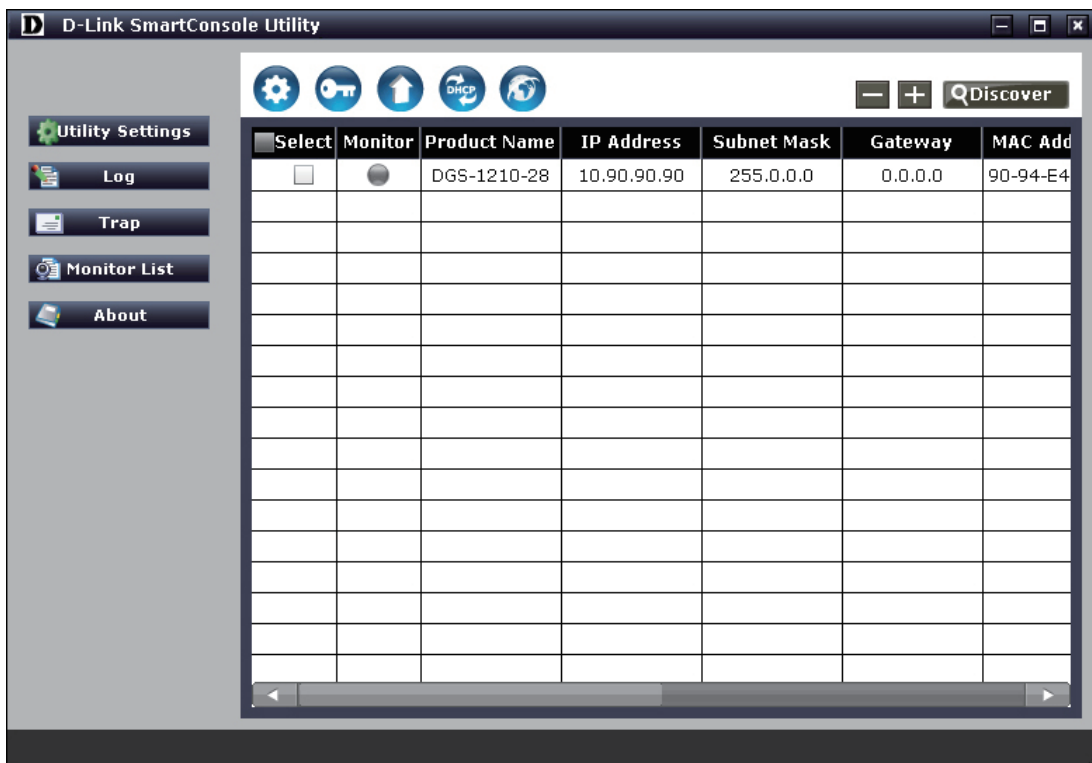 D D-Link SmartConsole Utility
DHCP
Discover
Utility Settings
Log
Trap
Monitor List
About
Select Monitor Product Name IP Address Subnet Mask Gateway MAC Add
DGS-1210-28 10.90.90.90 255.0.0.0 0.0.0.0 90-94-E4